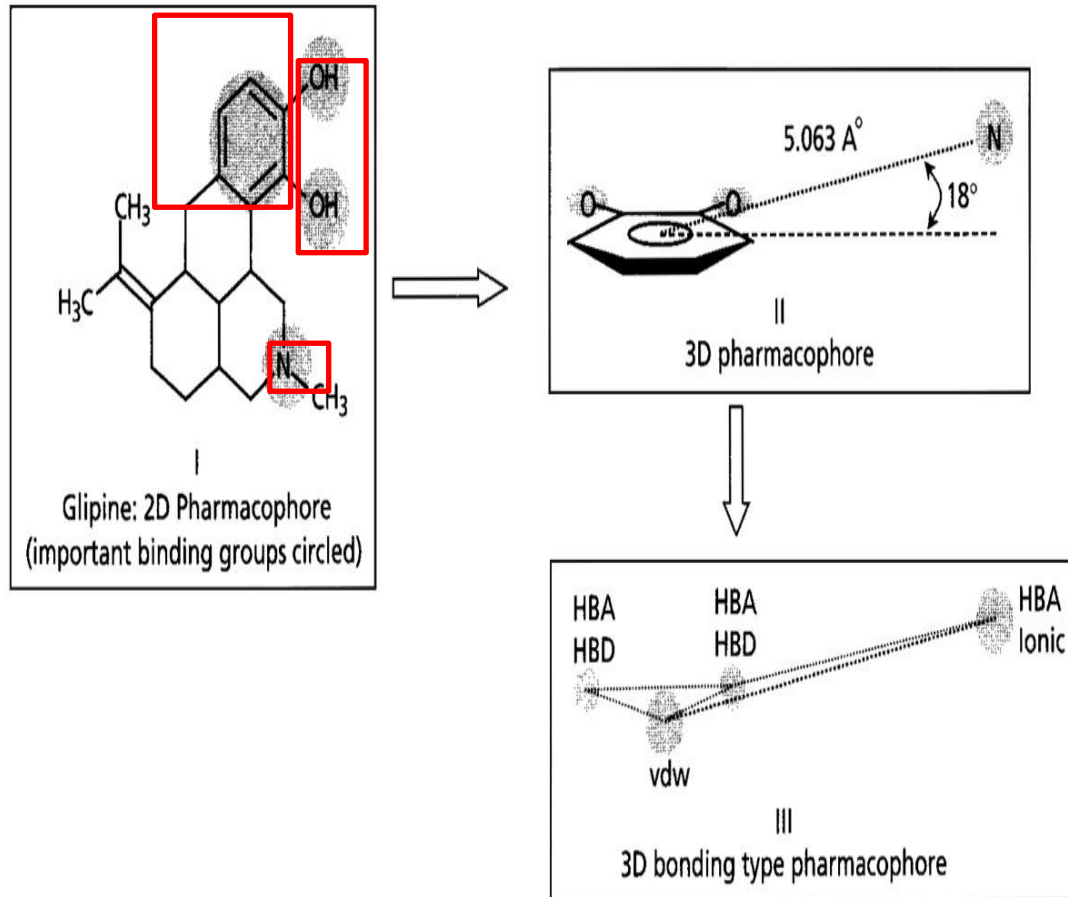 OH
OH
CH₃
H₃C
N
CH₃
I
Glipine: 2D Pharmacophore
(important binding groups circled)
5.063 A°
N
18°
O
O
II
3D pharmacophore
HBA
HBD
HBA
HBD
HBA
Ionic
vdw
III
3D bonding type pharmacophore